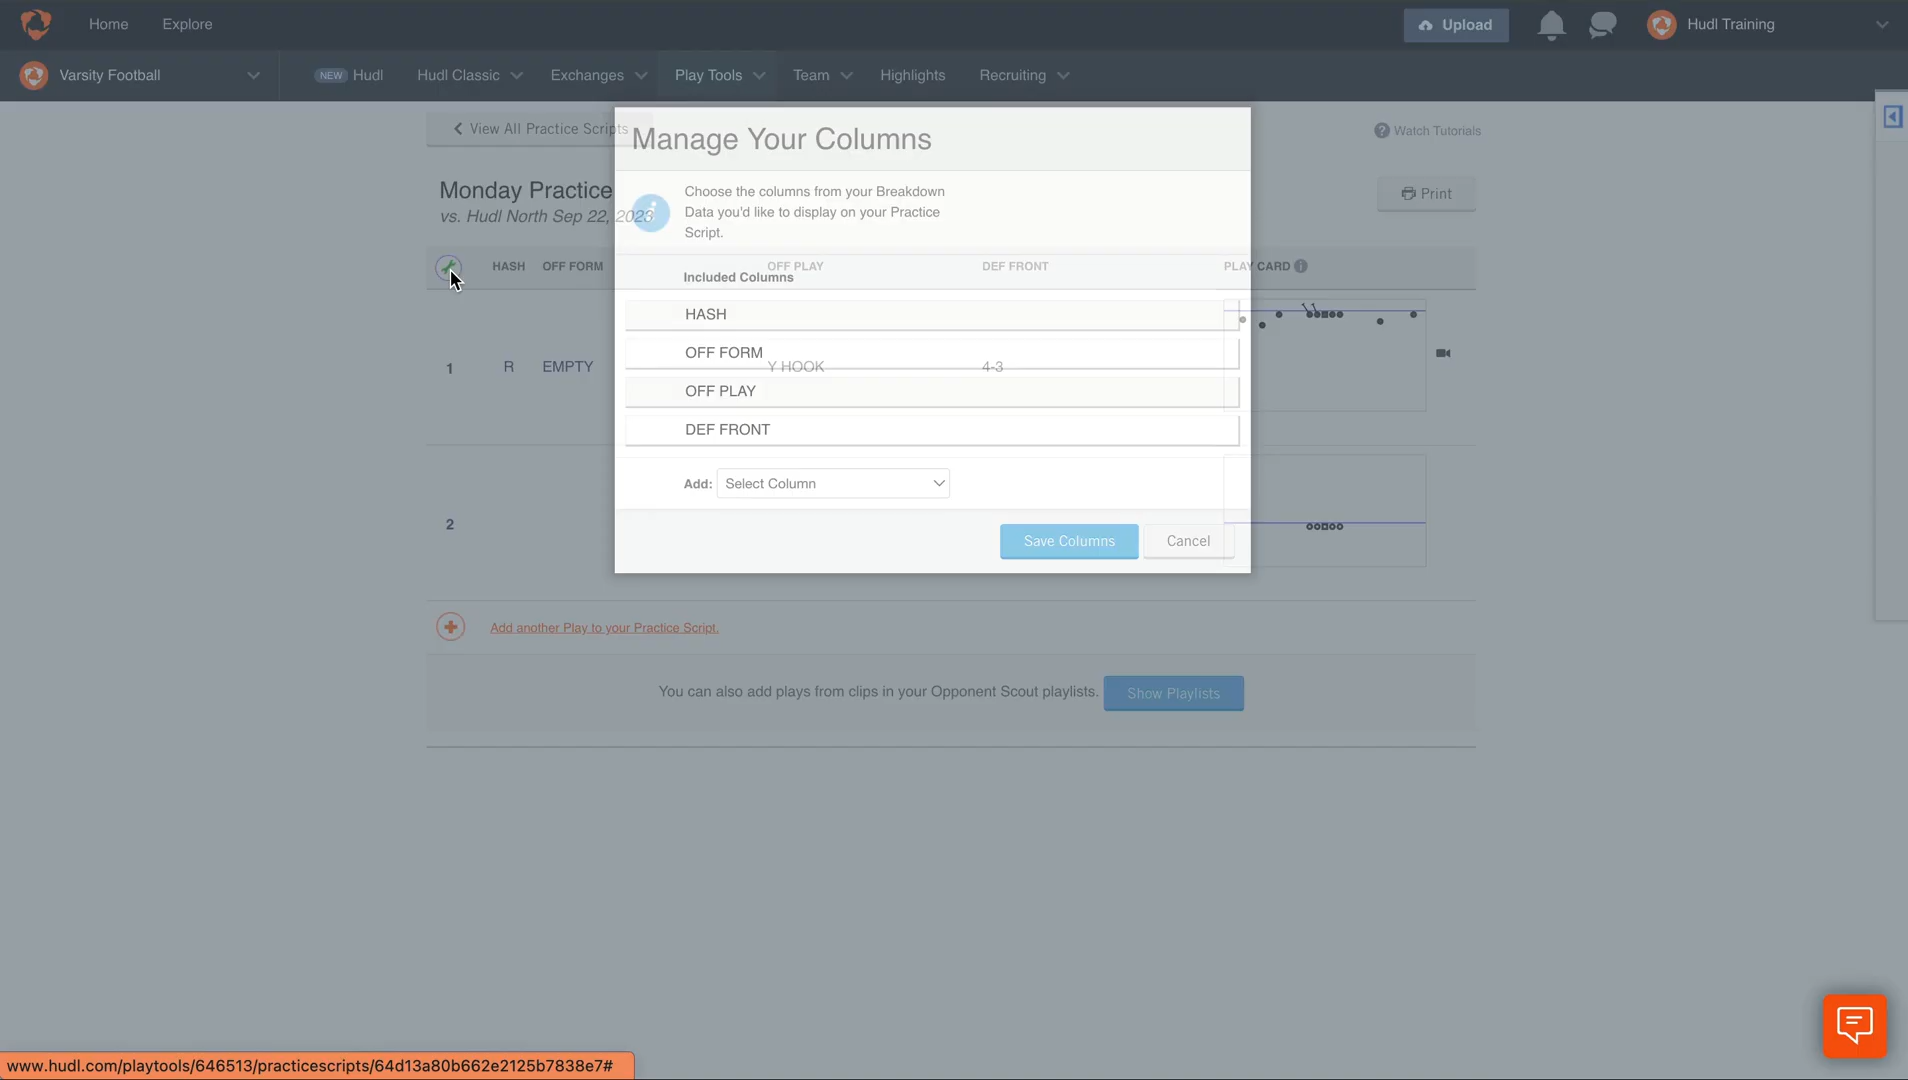 Home
Explore
Upload
Hudl Training
Varsity Football
NEW Hudl
Hudl Classic
Exchanges
Play Tools
Team
Highlights
Recruiting
View All Practice Scripts
Watch Tutorials
Manage Your Columns
Monday Practice
vs. Hudl North Sep 22, 2023
Print
Choose the columns from your Breakdown
Data you'd like to display on your Practice
Script.
HASH
OFF FORM
OFF PLAY
DEF FRONT
PLAY CARD
Included Columns
HASH
OFF FORM
OFF PLAY
DEF FRONT
1
R
EMPTY
Y HOOK
4-3
Add:
Select Column
2
Save Columns
Cancel
Add another Play to your Practice Script.
You can also add plays from clips in your Opponent Scout playlists.
Show Playlists
www.hudl.com/playtools/646513/practicescripts/64d13a80b662e2125b7838e7#